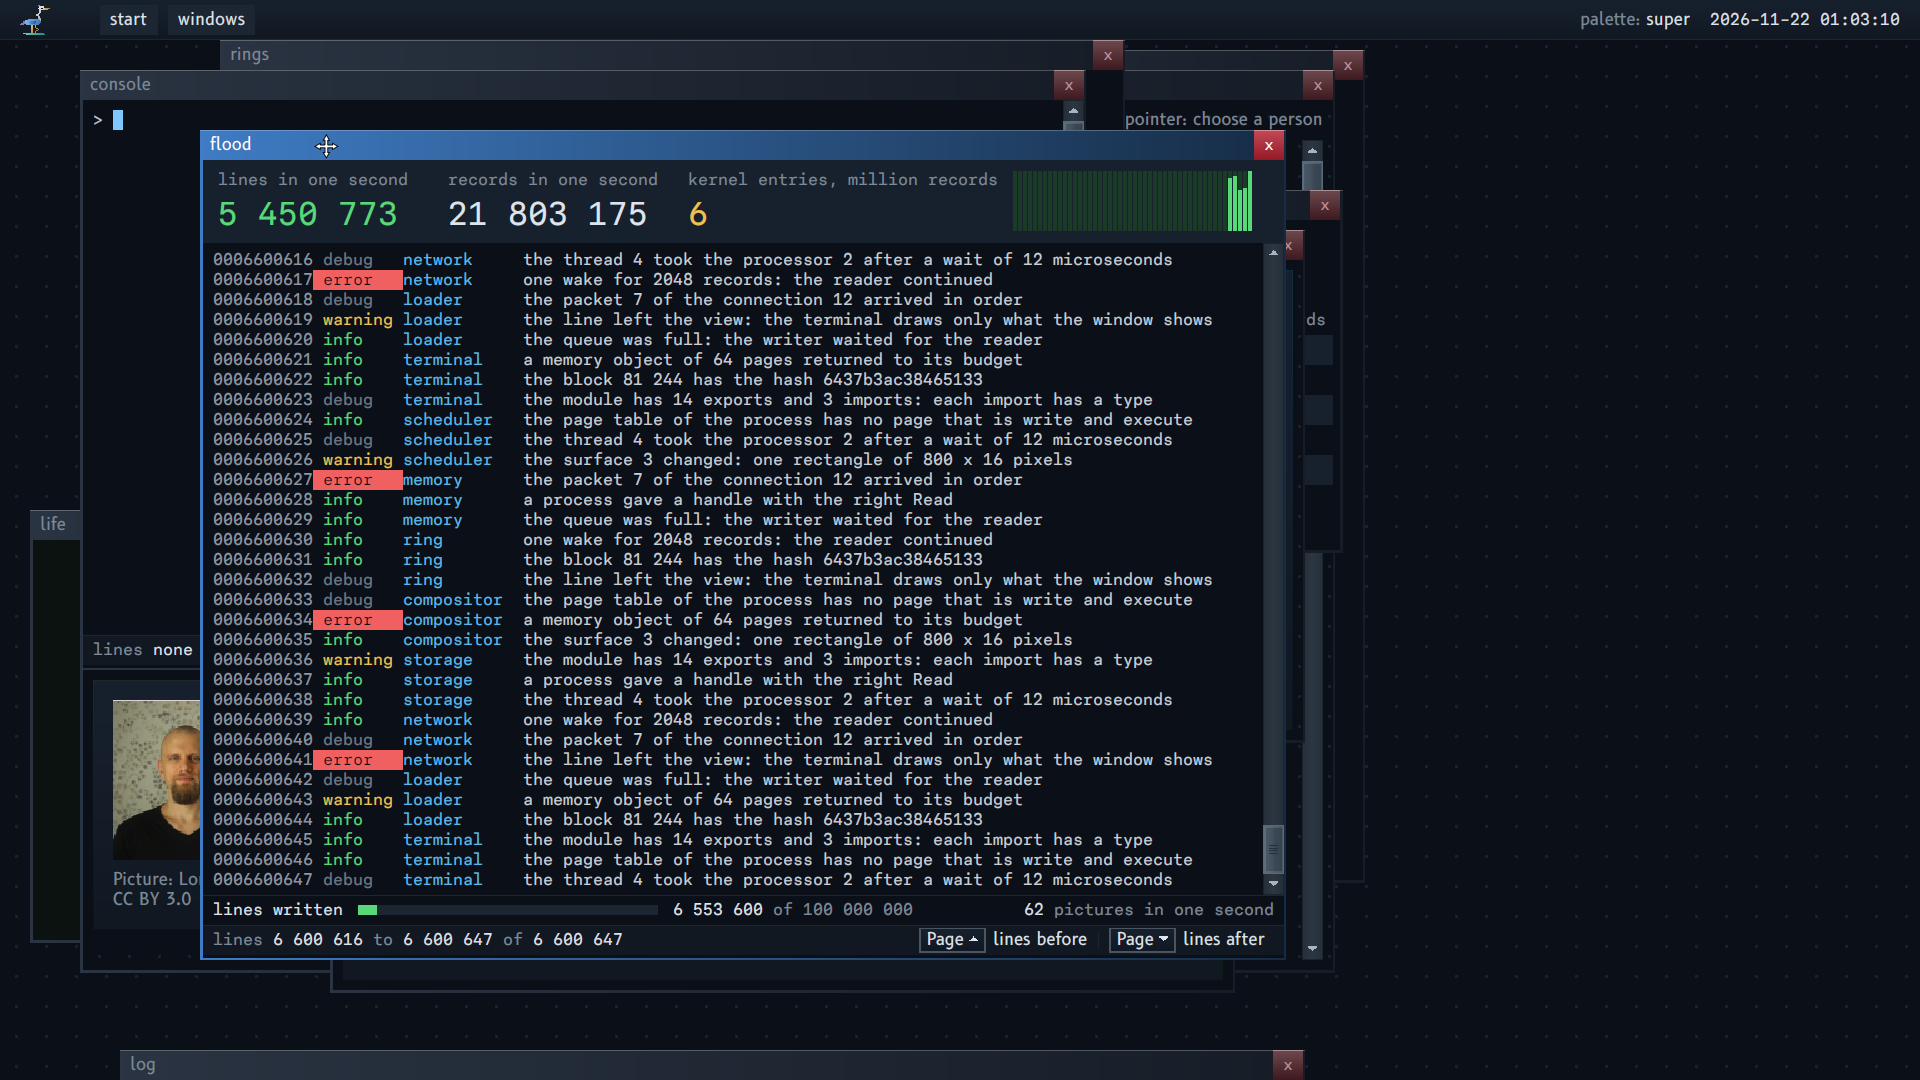 start windows palette: super 2026-11-22 01:03:10
rings x
x
console x
x
> pointer: choose a person
flood x
lines in one second records in one second kernel entries, million records
5 450 773 21 803 175 6
x
x
0006600616 debug network the thread 4 took the processor 2 after a wait of 12 microseconds
0006600617 error network one wake for 2048 records: the reader continued
0006600618 debug loader the packet 7 of the connection 12 arrived in order
0006600619 warning loader the line left the view: the terminal draws only what the window shows
ds
0006600620 info loader the queue was full: the writer waited for the reader
0006600621 info terminal a memory object of 64 pages returned to its budget
0006600622 info terminal the block 81 244 has the hash 6437b3ac38465133
0006600623 debug terminal the module has 14 exports and 3 imports: each import has a type
0006600624 info scheduler the page table of the process has no page that is write and execute
0006600625 debug scheduler the thread 4 took the processor 2 after a wait of 12 microseconds
0006600626 warning scheduler the surface 3 changed: one rectangle of 800 x 16 pixels
0006600627 error memory the packet 7 of the connection 12 arrived in order
0006600628 info memory a process gave a handle with the right Read
0006600629 info memory the queue was full: the writer waited for the reader
life
0006600630 info ring one wake for 2048 records: the reader continued
0006600631 info ring the block 81 244 has the hash 6437b3ac38465133
0006600632 debug ring the line left the view: the terminal draws only what the window shows
0006600633 debug compositor the page table of the process has no page that is write and execute
0006600634 error compositor a memory object of 64 pages returned to its budget
0006600635 info compositor the surface 3 changed: one rectangle of 800 x 16 pixels
lines none
0006600636 warning storage the module has 14 exports and 3 imports: each import has a type
0006600637 info storage a process gave a handle with the right Read
0006600638 info storage the thread 4 took the processor 2 after a wait of 12 microseconds
0006600639 info network one wake for 2048 records: the reader continued
0006600640 debug network the packet 7 of the connection 12 arrived in order
0006600641 error network the line left the view: the terminal draws only what the window shows
0006600642 debug loader the queue was full: the writer waited for the reader
0006600643 warning loader a memory object of 64 pages returned to its budget
0006600644 info loader the block 81 244 has the hash 6437b3ac38465133
0006600645 info terminal the module has 14 exports and 3 imports: each import has a type
0006600646 info terminal the page table of the process has no page that is write and execute
0006600647 debug terminal the thread 4 took the processor 2 after a wait of 12 microseconds
Picture: Lo
CC BY 3.0
lines written 6 553 600 of 100 000 000 62 pictures in one second
lines 6 600 616 to 6 600 647 of 6 600 647 Page lines before Page lines after
log x